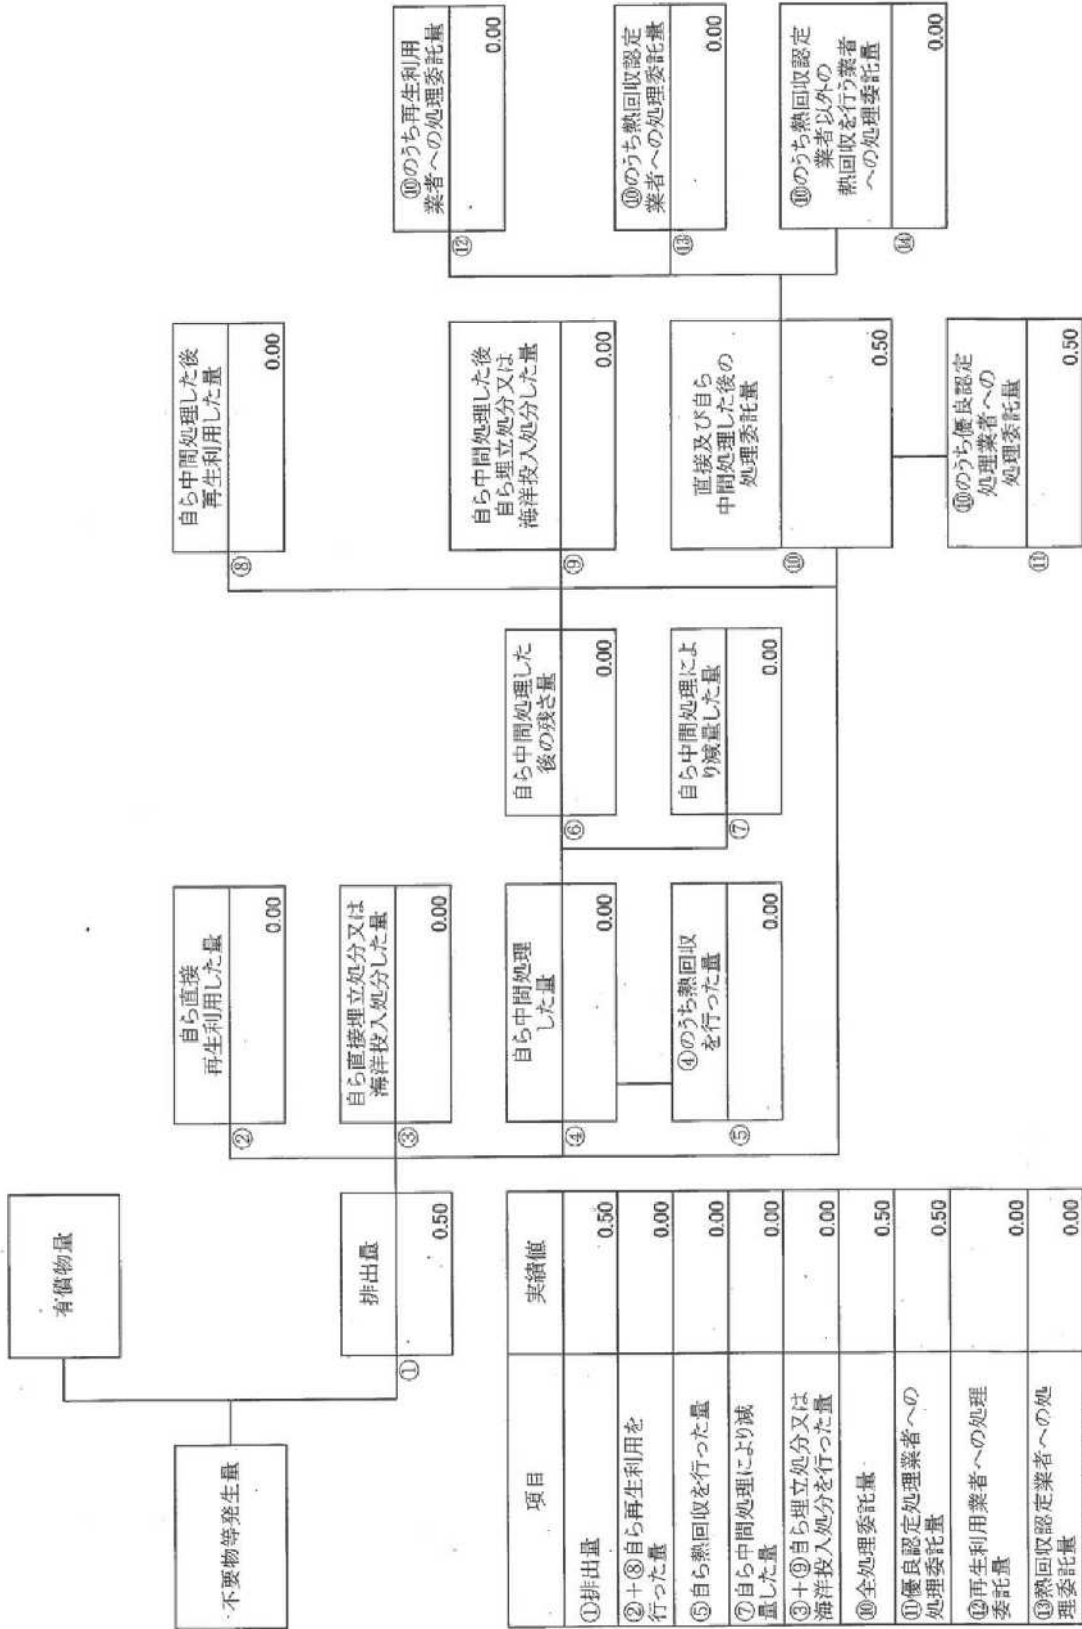 不要物等発生量
有償物量
排出量
①
0.50
自ら直接
再生利用した量
②
0.00
自ら直接埋立処分又は
海洋投入処分した量
③
0.00
自ら中間処理
した量
④
0.00
④のうち熱回収
を行った量
⑤
0.00
自ら中間処理した
後の残さ量
⑥
0.00
自ら中間処理によ
り減量した量
⑦
0.00
自ら中間処理した後
再生利用した量
⑧
0.00
自ら中間処理した後
自ら埋立処分又は
海洋投入処分した量
⑨
0.00
直接及び自ら
中間処理した後の
処理委託量
⑩
0.50
⑩のうち優良認定
処理業者への
処理委託量
⑪
0.50
⑩のうち再生利用
業者への処理委託量
⑫
0.00
⑩のうち熱回収認定
業者への処理委託量
⑬
0.00
⑩のうち熱回収認定
業者以外の
熱回収を行う業者
への処理委託量
⑭
0.00
項目 実績値
①排出量 0.50
②+⑧自ら再生利用を
行った量 0.00
⑤自ら熱回収を行った量 0.00
⑦自ら中間処理により減
量した量 0.00
③+⑨自ら埋立処分又は
海洋投入処分を行った量 0.00
⑩全処理委託量 0.50
⑪優良認定処理業者への
処理委託量 0.50
⑫再生利用業者への処理
委託量 0.00
⑬熱回収認定業者への処
理委託量 0.00